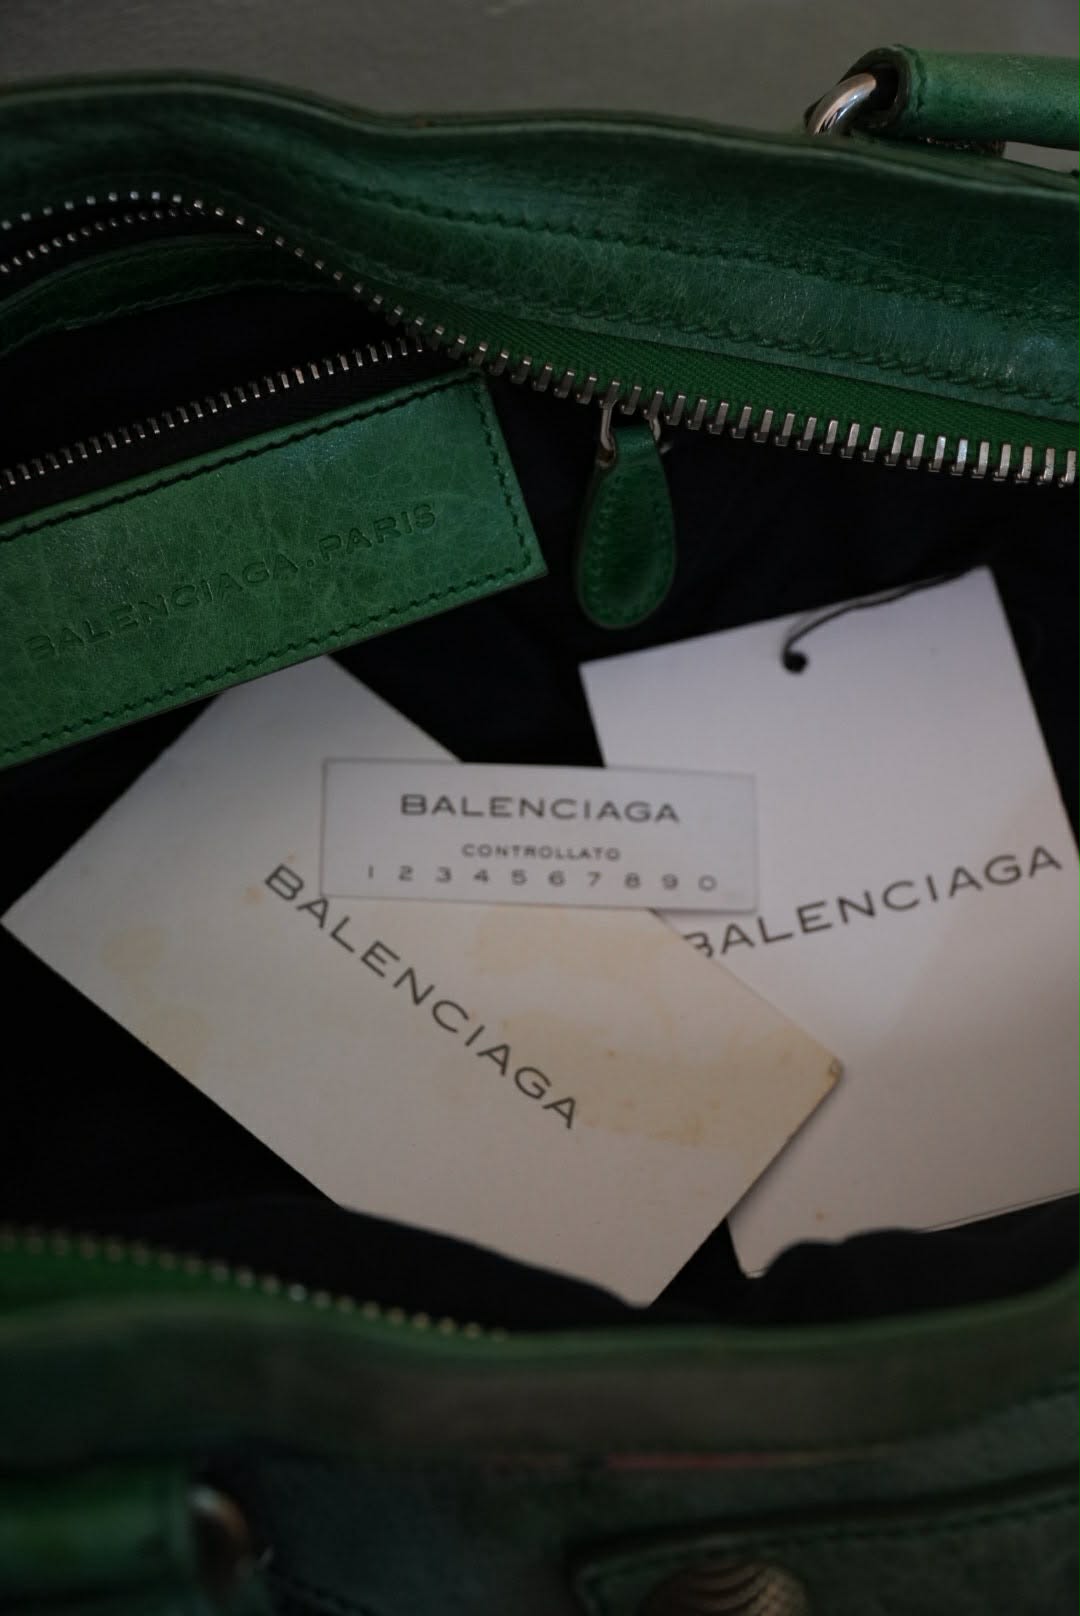 BALENCIAGA.PARIS
BALENCIAGA
CONTROLLATO
1 2 3 4 5 6 7 8 9 0
BALENCIAGA
BALENCIAGA